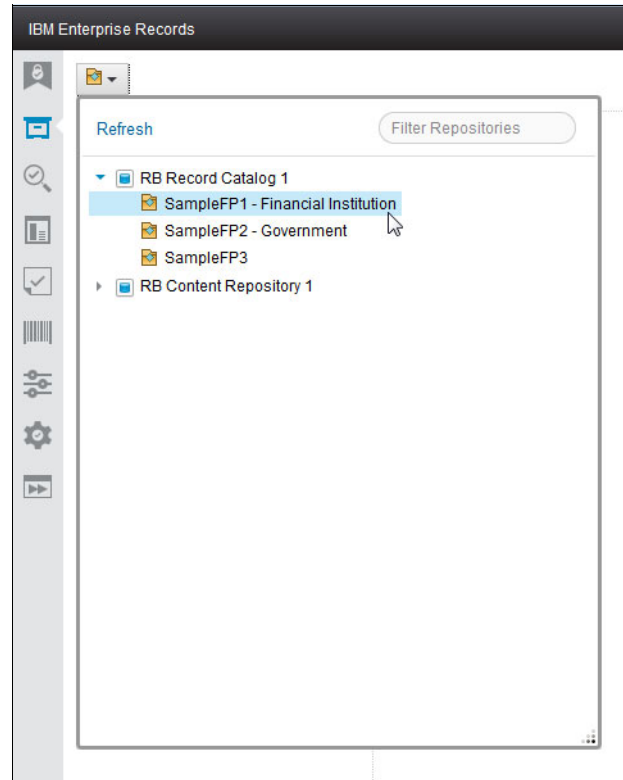 IBM Enterprise Records
Refresh
Filter Repositories
RB Record Catalog 1
SampleFP1 - Financial Institution
SampleFP2 - Government
SampleFP3
RB Content Repository 1